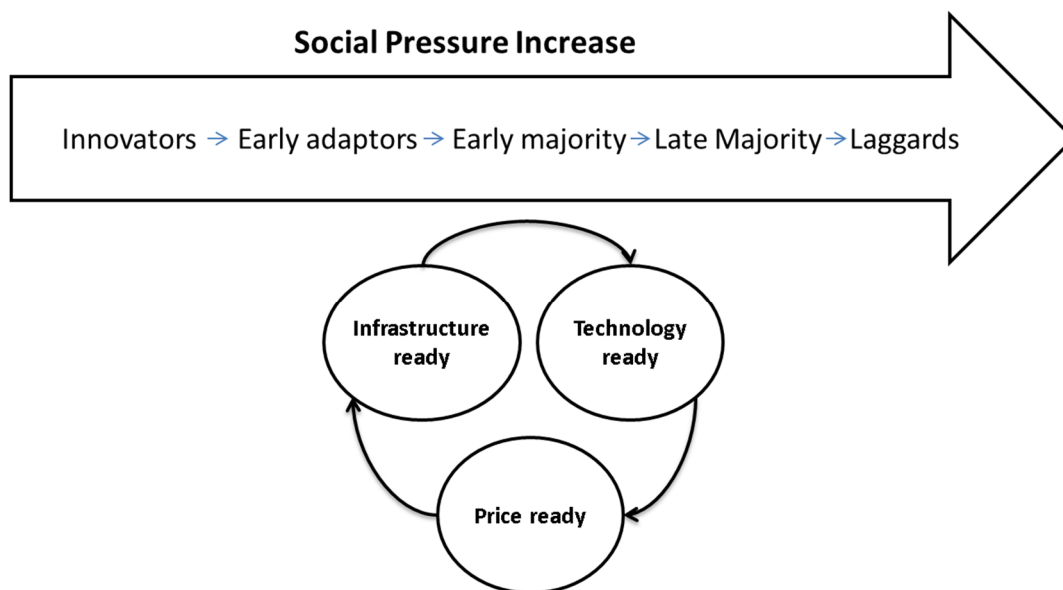 Social Pressure Increase
Innovators → Early adaptors → Early majority → Late Majority → Laggards
Infrastructure
ready
Technology
ready
Price ready